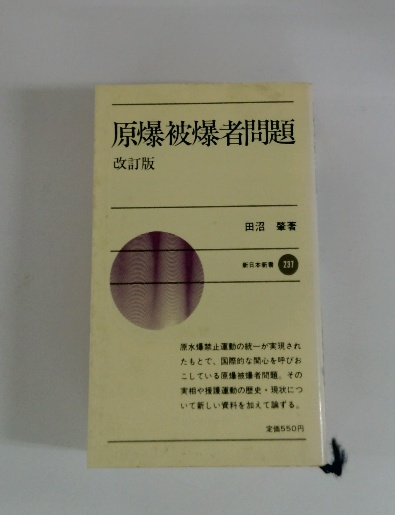 原爆被爆者問題
改訂版
田沼 肇著
新日本新書 237
原水爆禁止運動の統一が実現され
たもとで、国際的な関心を呼びお
こしている原爆被爆者問題。その
実相や援護運動の歴史・現状につ
いて新しい資料を加えて論ずる。
定価550円